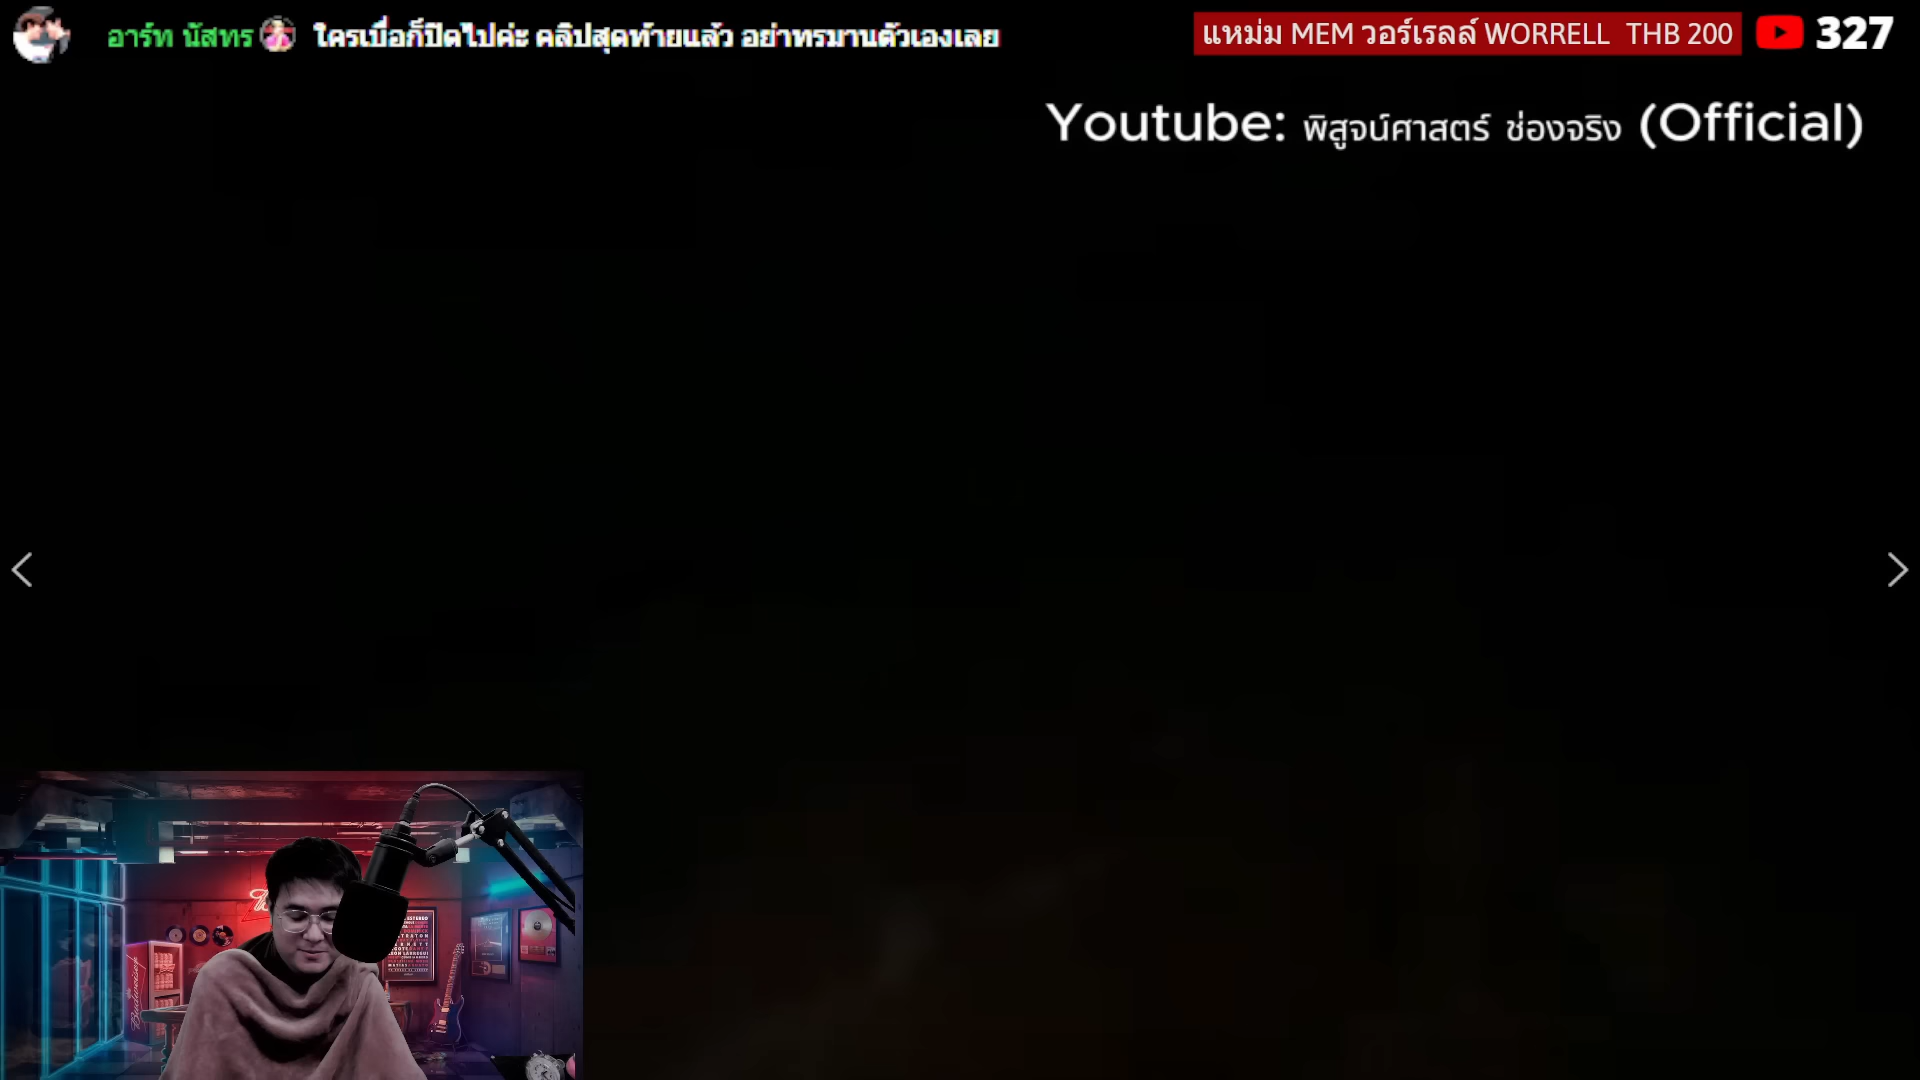 อาร์ท นัสทร ใครเบื่อก็ปิดไปค่ะ คลิปสุดท้ายแล้ว อย่าทรมานตัวเองเลย
แหม่ม MEM วอร์เรลล์ WORRELL THB 200
327
Youtube: พิสูจน์ศาสตร์ ช่องจริง (Official)
Budweiser